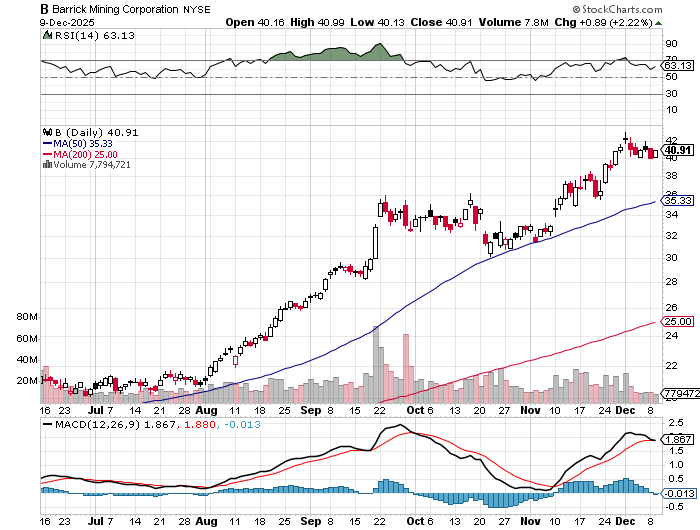 B Barrick Mining Corporation NYSE
© StockCharts.com
9-Dec-2025
Open 40.16 High 40.99 Low 40.13 Close 40.91 Volume 7.8M Chg +0.89 (+2.22%)
RSI(14) 63.13
90
70
63.13
50
30
10
B (Daily) 40.91
MA(50) 35.33
MA(200) 25.00
Volume 7,794,721
42
40.91
40
38
36
35.33
34
32
30
28
26
25.00
24
22
80M
60M
40M
20M
7794721
16 23 Jul 7 14 21 28 Aug 11 18 25 Sep 8 15 22 Oct 6 13 20 27 Nov 10 17 24 Dec 8
MACD(12,26,9) 1.867, 1.880, -0.013
2.5
2.0
1.867
1.5
1.0
0.5
-0.013
-0.5
16 23 Jul 7 14 21 28 Aug 11 18 25 Sep 8 15 22 Oct 6 13 20 27 Nov 10 17 24 Dec 8